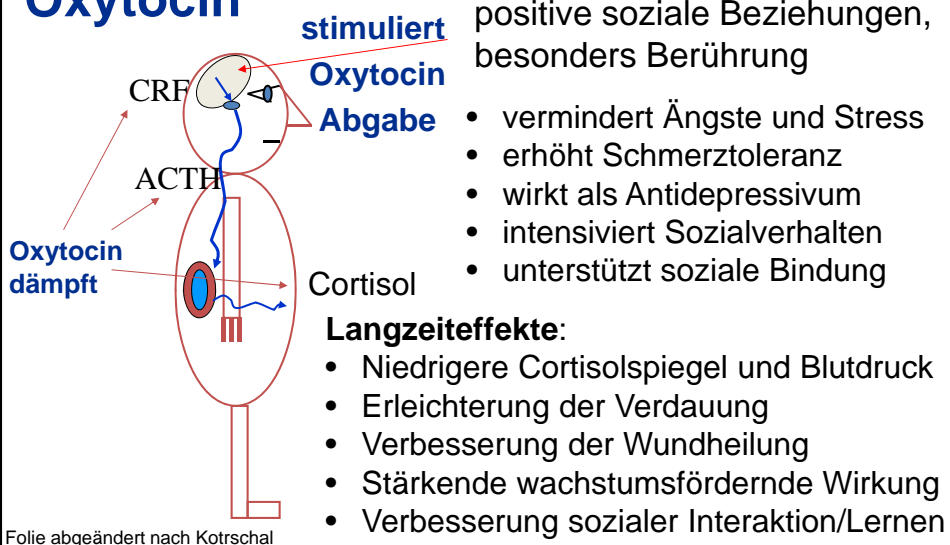 Oxytocin
positive soziale Beziehungen,
besonders Berührung
stimuliert
Oxytocin
Abgabe
CRF
ACTH
Oxytocin
dämpft
Cortisol
• vermindert Ängste und Stress
• erhöht Schmerztoleranz
• wirkt als Antidepressivum
• intensiviert Sozialverhalten
• unterstützt soziale Bindung
Langzeiteffekte:
• Niedrigere Cortisolspiegel und Blutdruck
• Erleichterung der Verdauung
• Verbesserung der Wundheilung
• Stärkende wachstumsfördernde Wirkung
• Verbesserung sozialer Interaktion/Lernen
Folie abgeändert nach Kotrschal